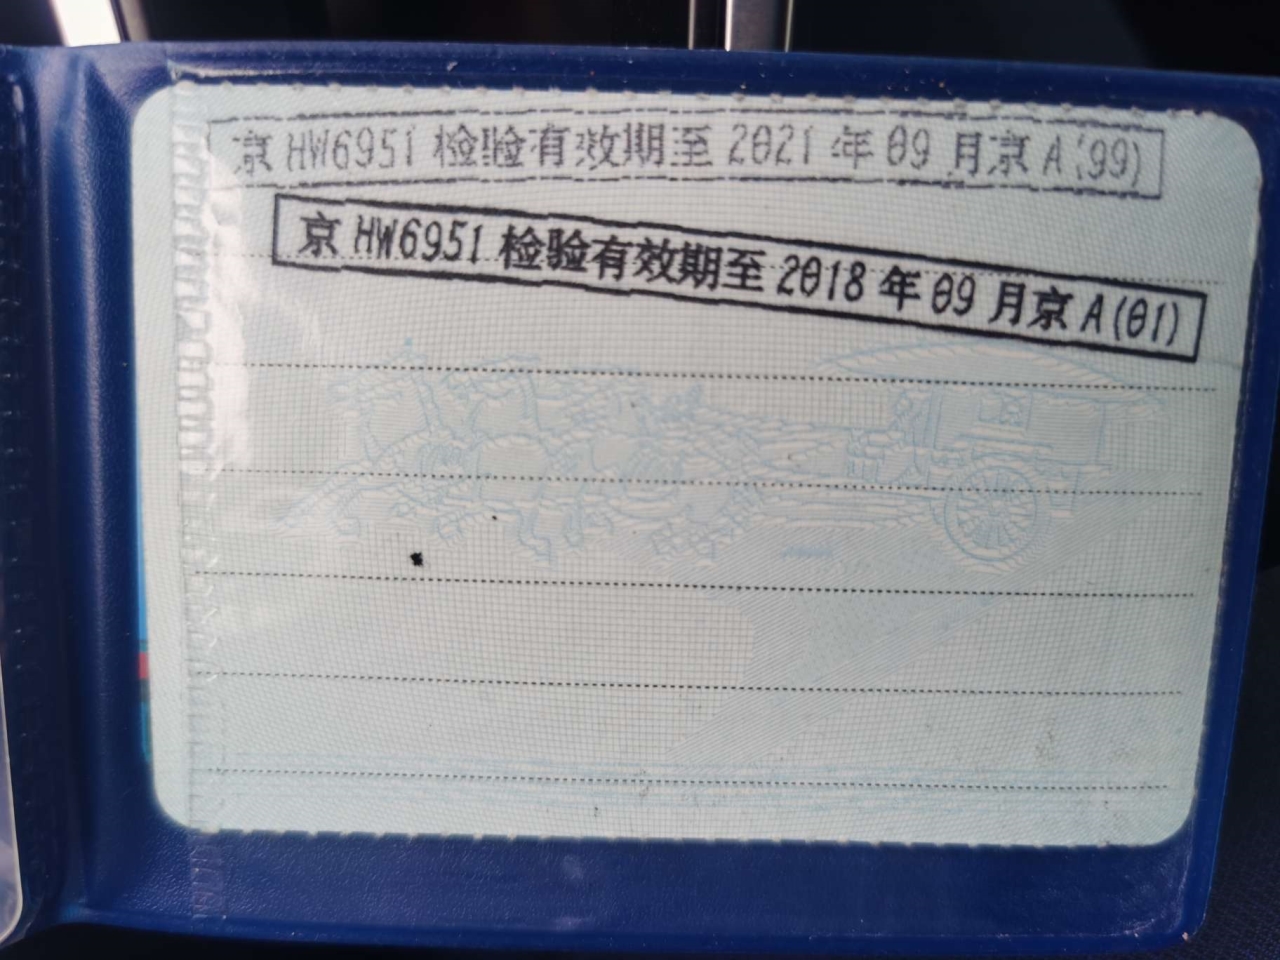 京 HW6951 检验有效期至 2021 年 09 月京 A(99)
京 HW6951 检验有效期至 2018 年 09 月京 A(01)